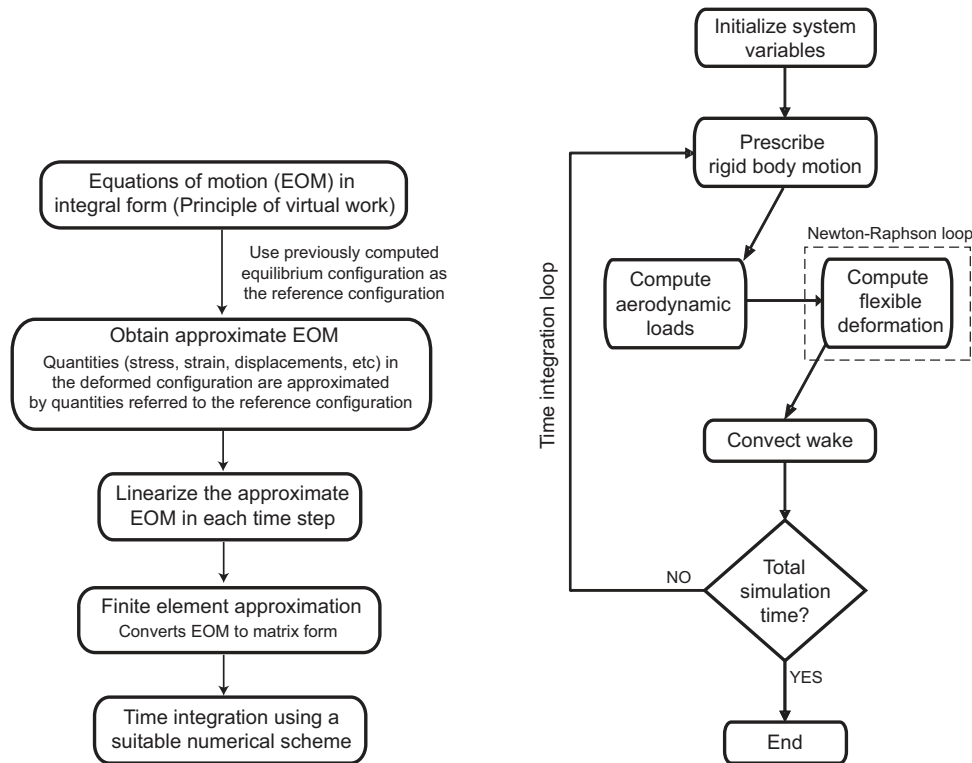 Equations of motion (EOM) in
integral form (Principle of virtual work)
Use previously computed
equilibrium configuration as
the reference configuration
Obtain approximate EOM
Quantities (stress, strain, displacements, etc) in
the deformed configuration are approximated
by quantities referred to the reference configuration
Linearize the approximate
EOM in each time step
Finite element approximation
Converts EOM to matrix form
Time integration using a
suitable numerical scheme
Initialize system
variables
Prescribe
rigid body motion
Time integration loop
Compute
aerodynamic
loads
Newton-Raphson loop
Compute
flexible
deformation
Convect wake
Total
simulation
time?
NO
YES
End